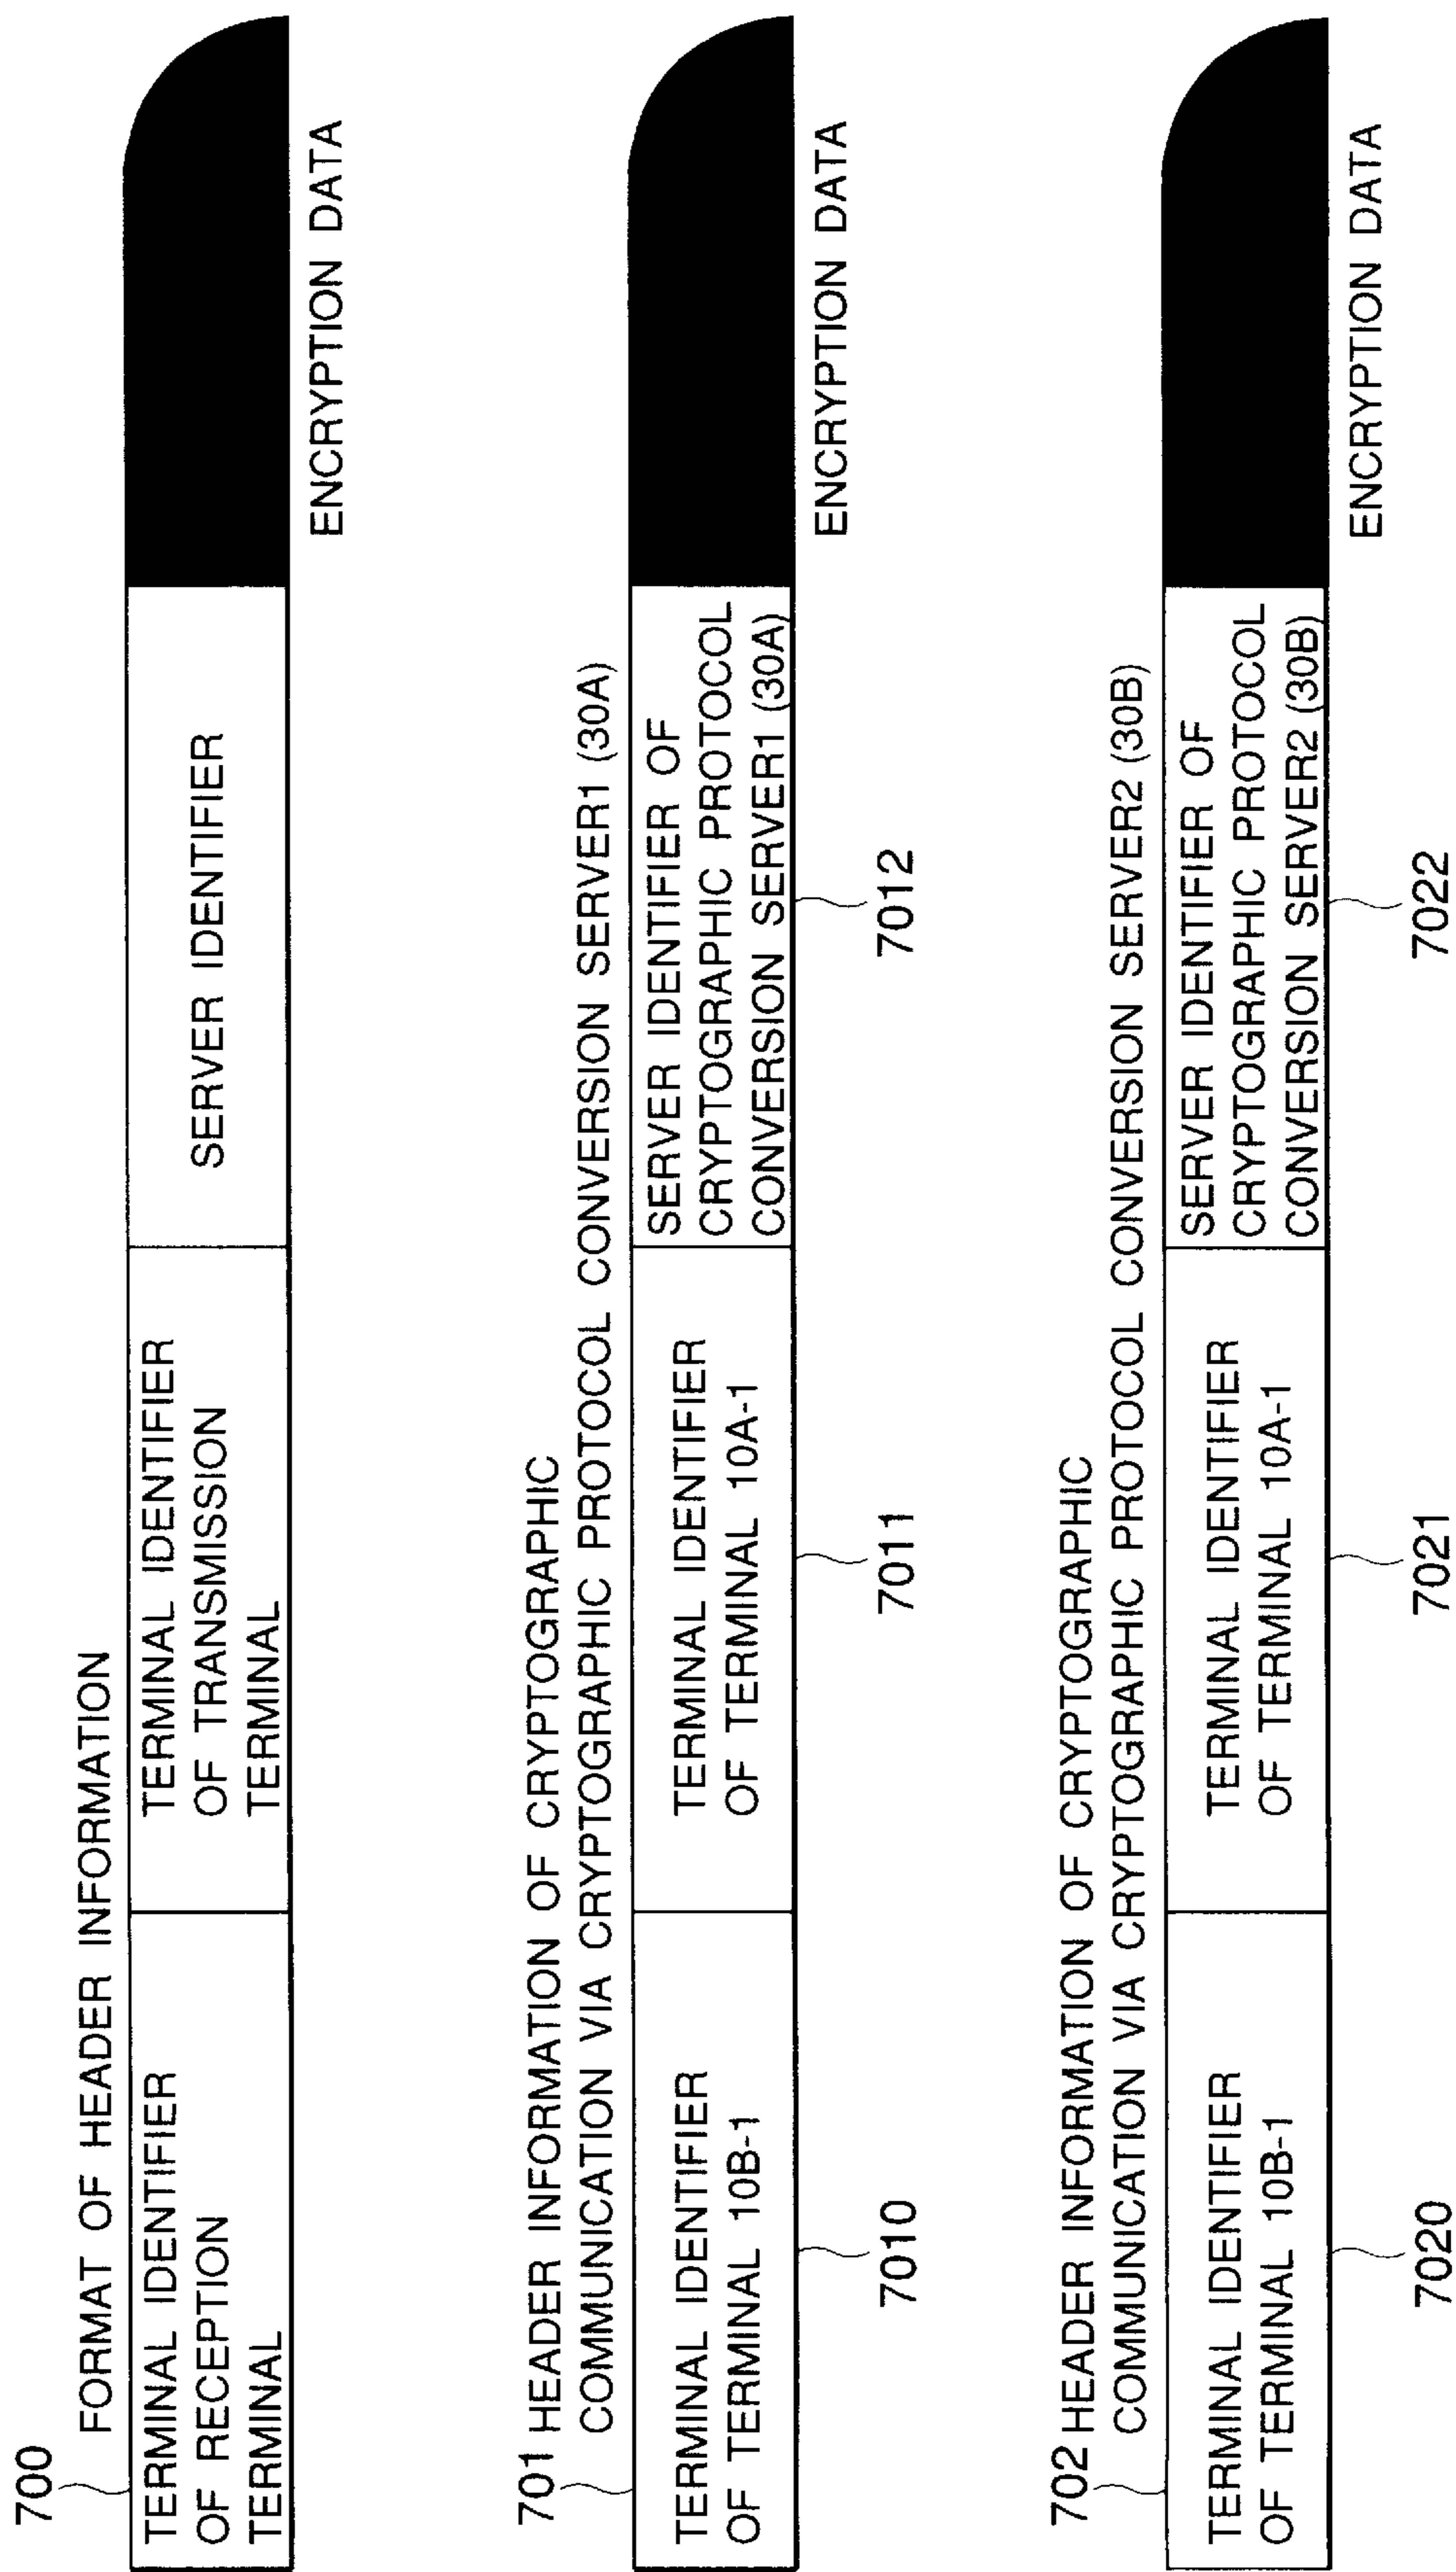 700
FORMAT OF HEADER INFORMATION
TERMINAL IDENTIFIER
OF RECEPTION
TERMINAL
TERMINAL IDENTIFIER
OF TRANSMISSION
TERMINAL
SERVER IDENTIFIER
ENCRYPTION DATA
701
HEADER INFORMATION OF CRYPTOGRAPHIC
COMMUNICATION VIA CRYPTOGRAPHIC PROTOCOL CONVERSION SERVER1 (30A)
TERMINAL IDENTIFIER
OF TERMINAL 10B-1
TERMINAL IDENTIFIER
OF TERMINAL 10A-1
SERVER IDENTIFIER OF
CRYPTOGRAPHIC PROTOCOL
CONVERSION SERVER1 (30A)
ENCRYPTION DATA
7010
7011
7012
702
HEADER INFORMATION OF CRYPTOGRAPHIC
COMMUNICATION VIA CRYPTOGRAPHIC PROTOCOL CONVERSION SERVER2 (30B)
TERMINAL IDENTIFIER
OF TERMINAL 10B-1
TERMINAL IDENTIFIER
OF TERMINAL 10A-1
SERVER IDENTIFIER OF
CRYPTOGRAPHIC PROTOCOL
CONVERSION SERVER2 (30B)
ENCRYPTION DATA
7020
7021
7022